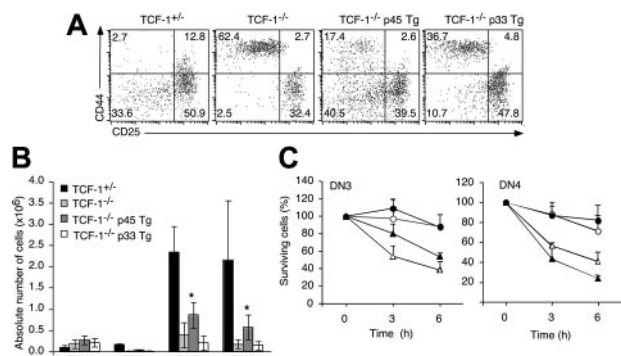 A
TCF-1+/- TCF-1-/- TCF-1-/- p45 Tg TCF-1-/- p33 Tg
2.7 12.8 62.4 2.7 17.4 2.6 36.7 4.8
33.6 50.9 2.5 32.4 40.5 39.5 10.7 47.8
CD44
CD25
B
TCF-1+/-
TCF-1-/-
TCF-1-/- p45 Tg
TCF-1-/- p33 Tg
Absolute number of cells (x10⁶)
4.0
3.5
3.0
2.5
2.0
1.5
1.0
0.5
0
* *
C
DN3 DN4
Surviving cells (%)
140
120
100
80
60
40
20
0
120
100
80
60
40
20
0
0 3 6 0 3 6
Time (h) Time (h)